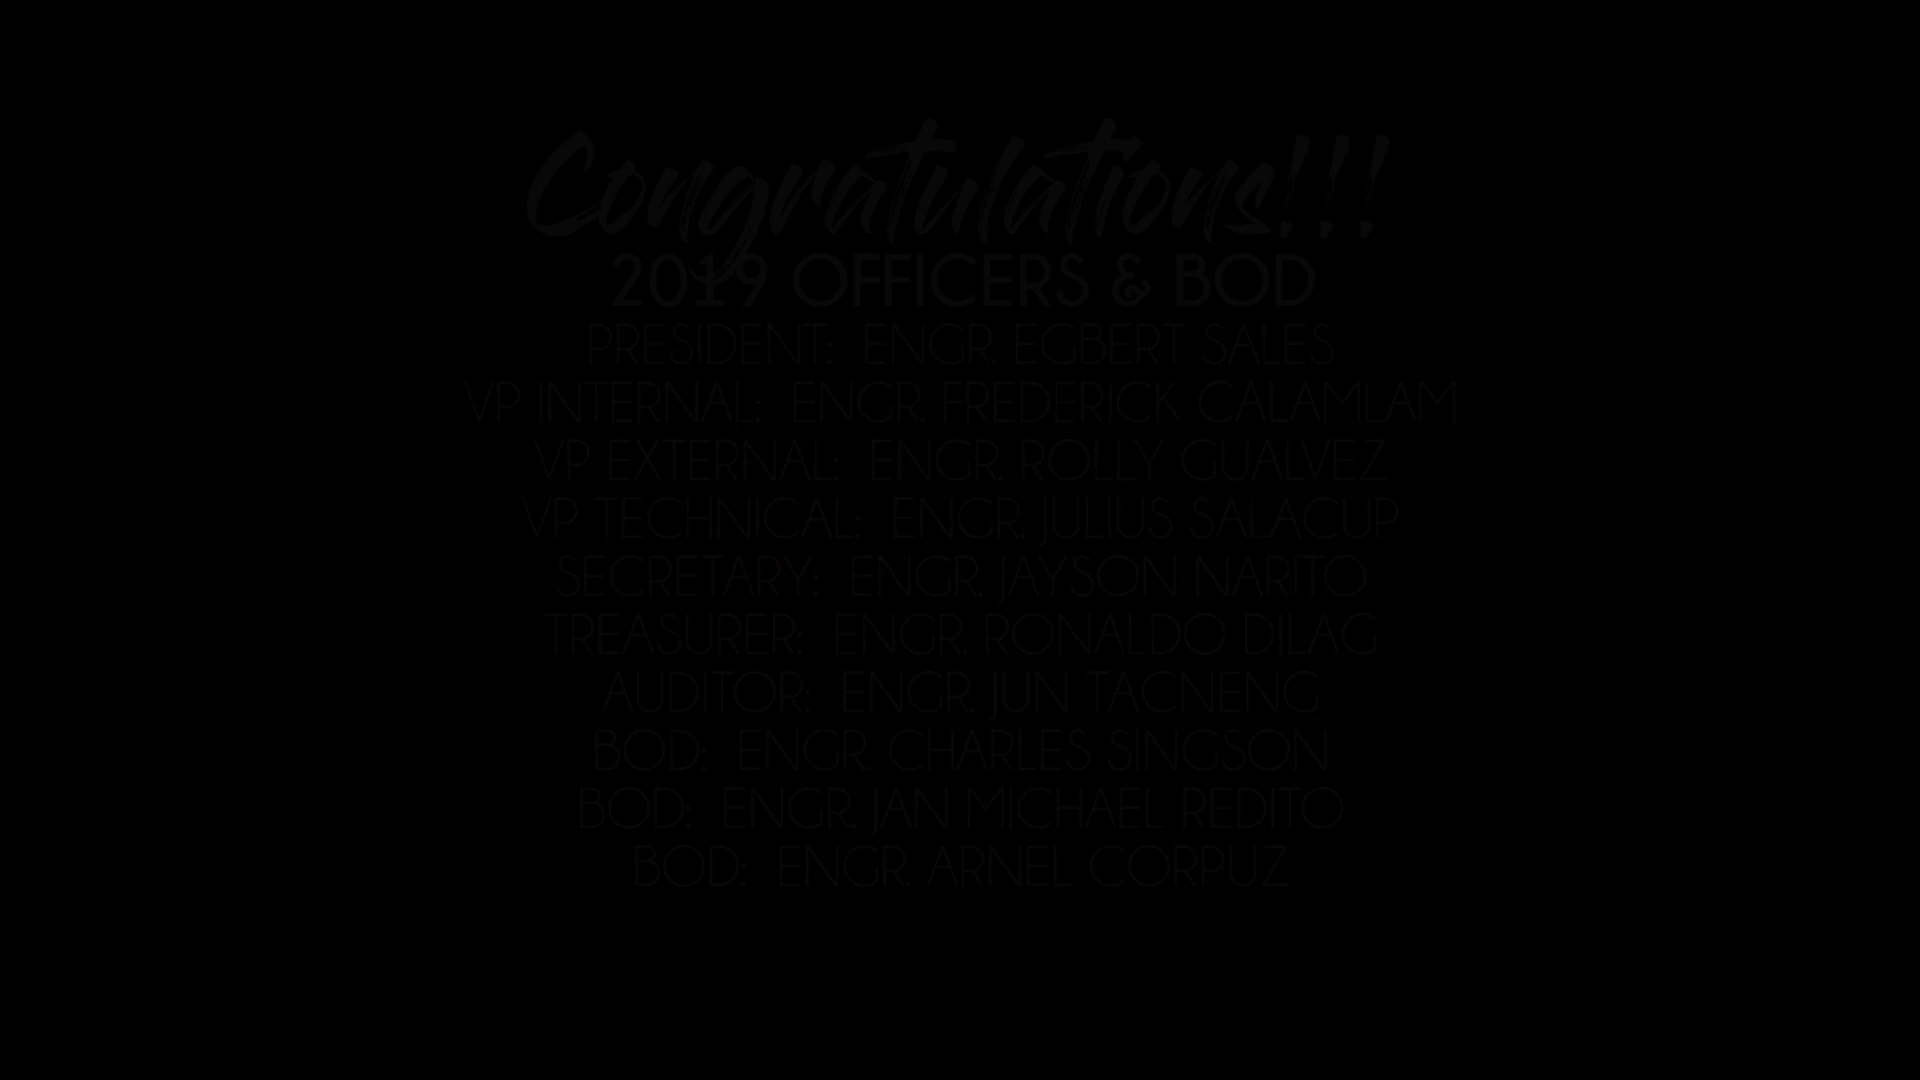 Congratulations!!!
2019 OFFICERS & BOD
PRESIDENT: ENGR. EGBERT SALES
VP INTERNAL: ENGR. FREDERICK CALAMLAM
VP EXTERNAL: ENGR. ROLLY GUALVEZ
VP TECHNICAL: ENGR. JULIUS SALACUP
SECRETARY: ENGR. JAYSON NARITO
TREASURER: ENGR. RONALDO DILAG
AUDITOR: ENGR. JUN TACNENG
BOD: ENGR. CHARLES SINGSON
BOD: ENGR. JAN MICHAEL REDITO
BOD: ENGR. ARNEL CORPUZ